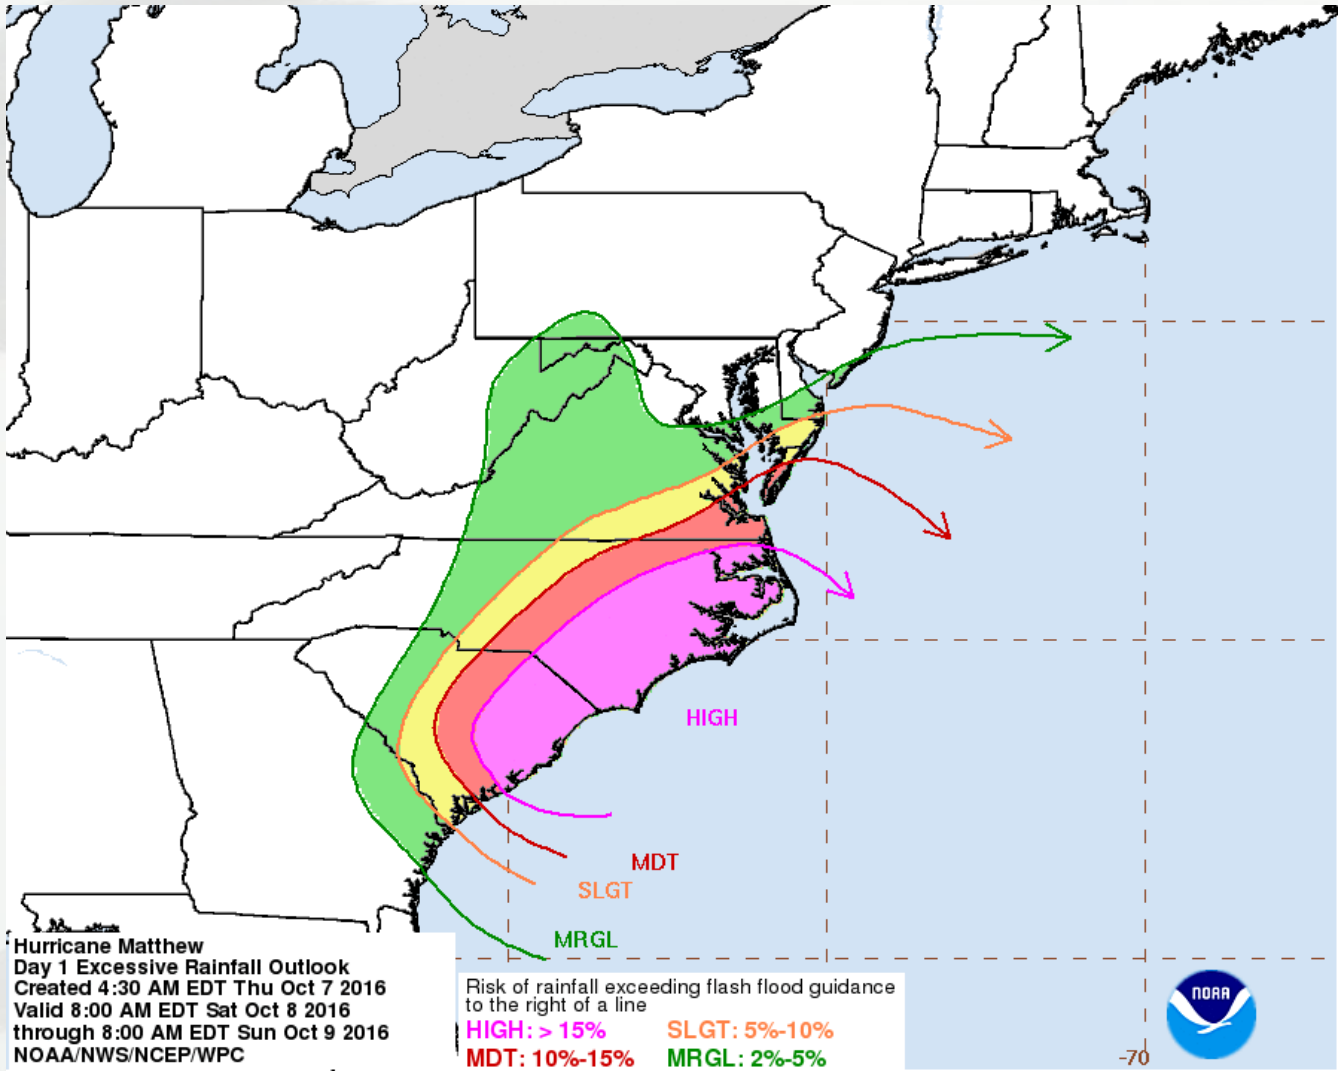 HIGH
MDT
SLGT
MRGL
Hurricane Matthew
Day 1 Excessive Rainfall Outlook
Created 4:30 AM EDT Thu Oct 7 2016
Valid 8:00 AM EDT Sat Oct 8 2016
through 8:00 AM EDT Sun Oct 9 2016
NOAA/NWS/NCEP/WPC
Risk of rainfall exceeding flash flood guidance
to the right of a line
HIGH: > 15% SLGT: 5%-10%
MDT: 10%-15% MRGL: 2%-5%
NOAA
-70